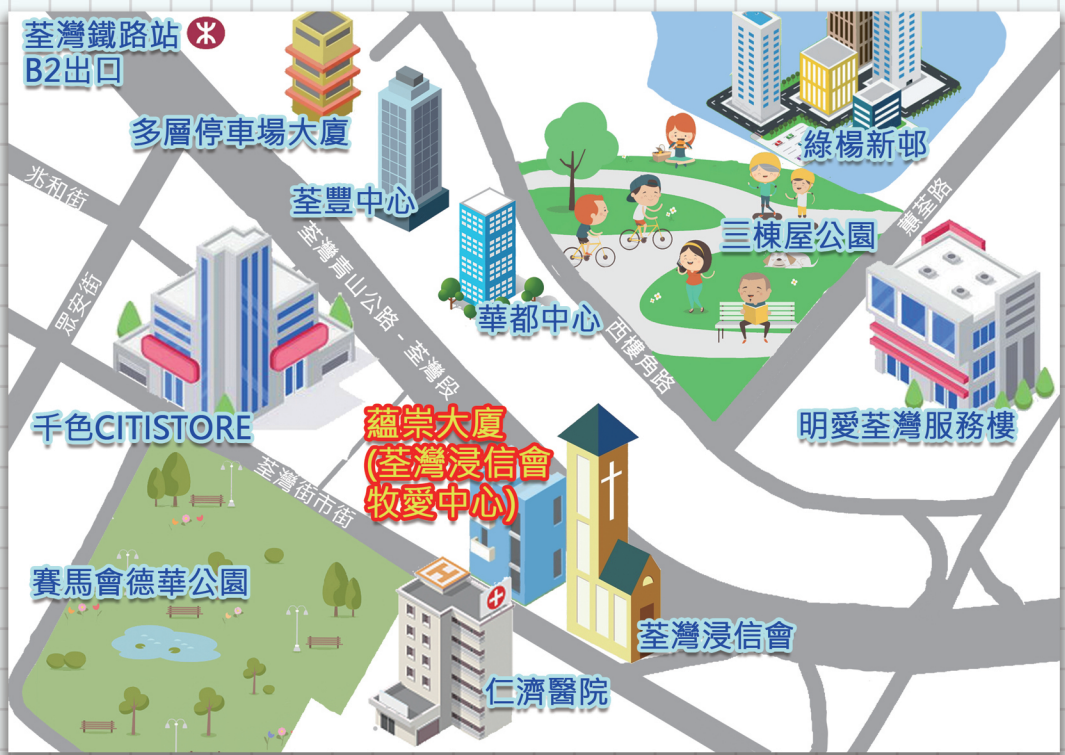 荃灣鐵路站
B2出口
多層停車場大廈
荃豐中心
綠楊新邨
兆和街
眾安街
荃灣青山公路 - 荃灣段
蕙荃路
三棟屋公園
華都中心
西樓角路
千色CITISTORE
明愛荃灣服務樓
蘊崇大廈
(荃灣浸信會
牧愛中心)
荃灣街市街
賽馬會德華公園
H
荃灣浸信會
仁濟醫院